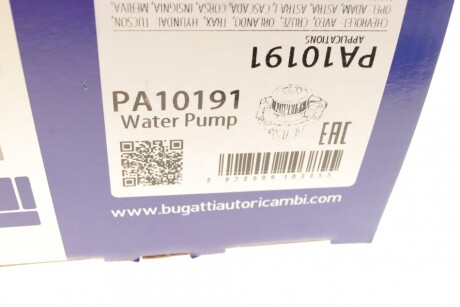 CHEVROLET AVEO, CRUZE, ORLANDO, TRAX, HYUNDAI TUCSON,
OPEL ADAM, ASTRA, ASTRA J, CASCADA, CORSA, INSIGNIA, MERIVA,
APPLICATIONS
PA10191
PA10191
Water Pump
EAC
www.bugattiautoricambi.com